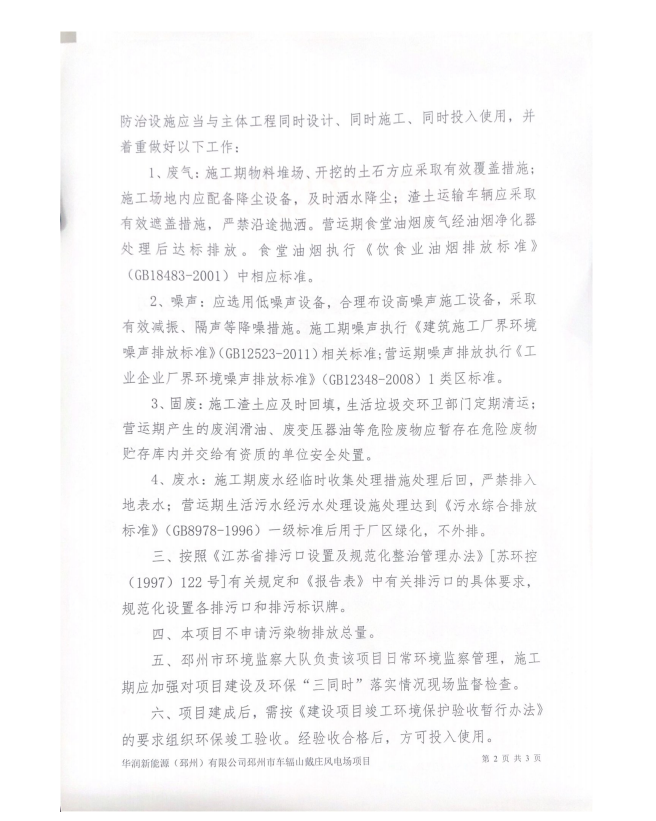 防治设施应当与主体工程同时设计、同时施工、同时投入使用，并
着重做好以下工作：
1、废气：施工期物料堆场、开挖的土石方应采取有效覆盖措施；
施工场地内应配备降尘设备，及时洒水降尘；渣土运输车辆应采取
有效遮盖措施，严禁沿途抛洒。营运期食堂油烟废气经油烟净化器
处理后达标排放。食堂油烟执行《饮食业油烟排放标准》
（GB18483-2001）中相应标准。
2、噪声：应选用低噪声设备，合理布设高噪声施工设备，采取
有效减振、隔声等降噪措施。施工期噪声执行《建筑施工厂界环境
噪声排放标准》（GB12523-2011）相关标准；营运期噪声排放执行《工
业企业厂界环境噪声排放标准》（GB12348-2008）1 类区标准。
3、固废：施工渣土应及时回填，生活垃圾交环卫部门定期清运；
营运期产生的废润滑油、废变压器油等危险废物应暂存在危险废物
贮存库内并交给有资质的单位安全处置。
4、废水：施工期废水经临时收集处理措施处理后回，严禁排入
地表水；营运期生活污水经污水处理设施处理达到《污水综合排放
标准》（GB8978-1996）一级标准后用于厂区绿化，不外排。
三、按照《江苏省排污口设置及规范化整治管理办法》[苏环控
（1997）122 号]有关规定和《报告表》中有关排污口的具体要求，
规范化设置各排污口和排污标识牌。
四、本项目不申请污染物排放总量。
五、邳州市环境监察大队负责该项目日常环境监察管理，施工
期应加强对项目建设及环保“三同时”落实情况现场监督检查。
六、项目建成后，需按《建设项目竣工环境保护验收暂行办法》
的要求组织环保竣工验收。经验收合格后，方可投入使用。
华润新能源（邳州）有限公司邳州市车辐山戴庄风电场项目 第 2 页 共 3 页